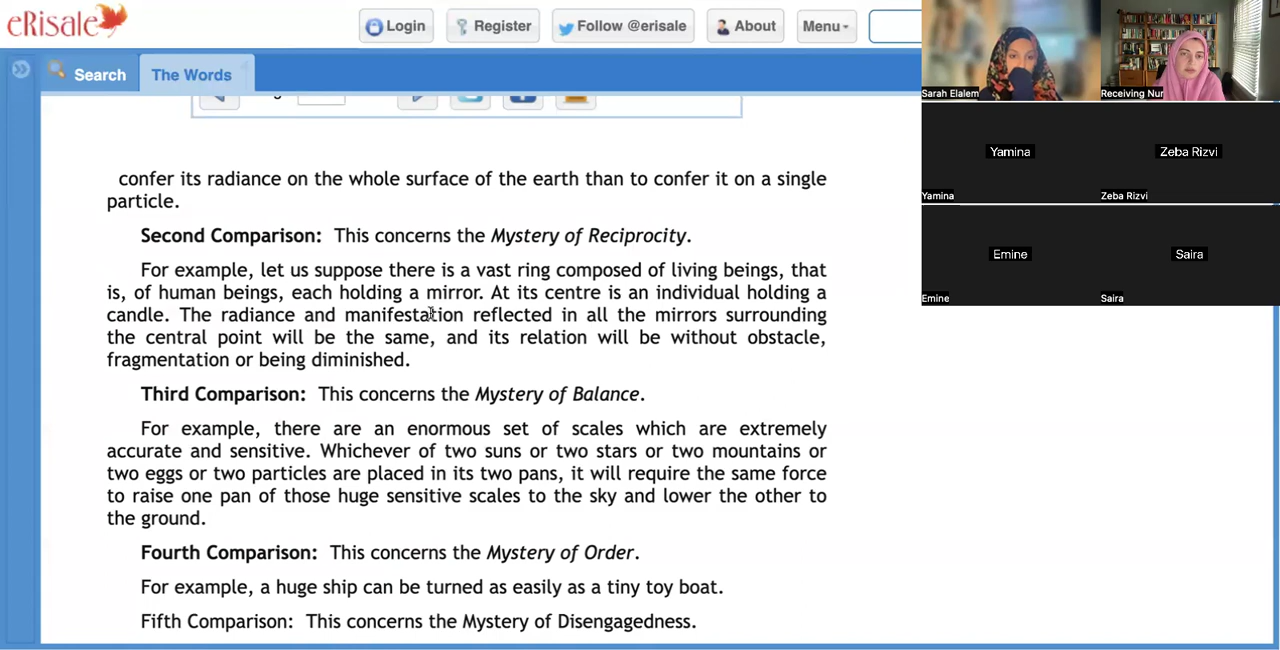 eRisale
Login
Register
Follow @erisale
About
Menu
Search
The Words
confer its radiance on the whole surface of the earth than to confer it on a single
particle.
Second Comparison: This concerns the Mystery of Reciprocity.
For example, let us suppose there is a vast ring composed of living beings, that
is, of human beings, each holding a mirror. At its centre is an individual holding a
candle. The radiance and manifestation reflected in all the mirrors surrounding
the central point will be the same, and its relation will be without obstacle,
fragmentation or being diminished.
Third Comparison: This concerns the Mystery of Balance.
For example, there are an enormous set of scales which are extremely
accurate and sensitive. Whichever of two suns or two stars or two mountains or
two eggs or two particles are placed in its two pans, it will require the same force
to raise one pan of those huge sensitive scales to the sky and lower the other to
the ground.
Fourth Comparison: This concerns the Mystery of Order.
For example, a huge ship can be turned as easily as a tiny toy boat.
Fifth Comparison: This concerns the Mystery of Disengagedness.
Sarah Elalem
Receiving Nur
Yamina
Zeba Rizvi
Yamina
Zeba Rizvi
Emine
Saira
Emine
Saira